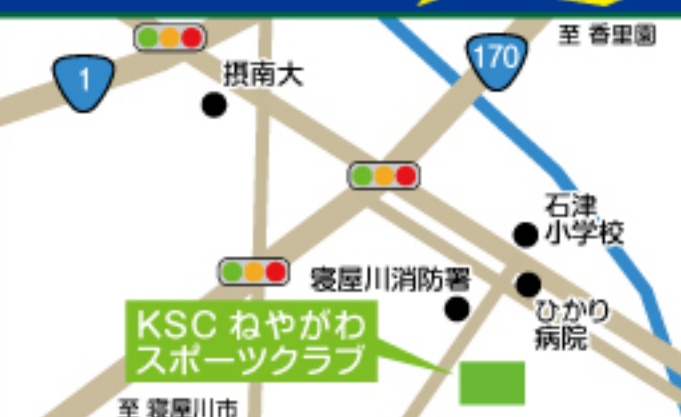 至 香里園
170
1
摂南大
石津
小学校
寝屋川消防署
ひかり
病院
KSC ねやがわ
スポーツクラブ
至 寝屋川市